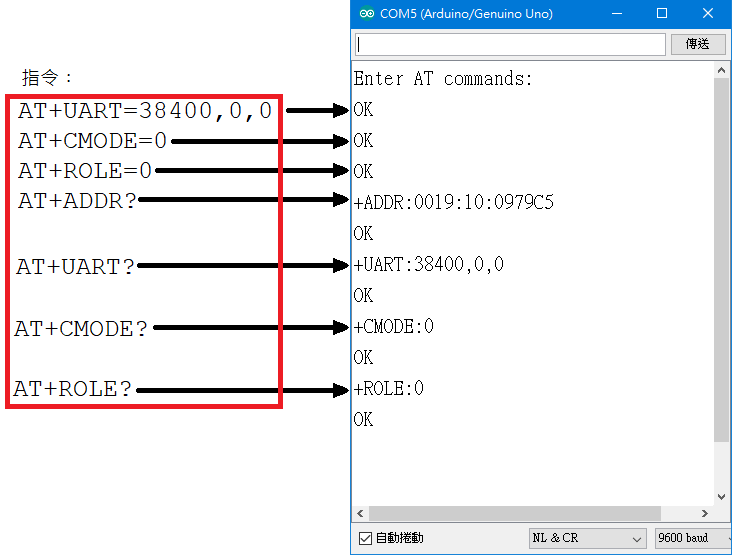 COM5 (Arduino/Genuino Uno)
傳送
指令：
AT+UART=38400,0,0
AT+CMODE=0
AT+ROLE=0
AT+ADDR?
AT+UART?
AT+CMODE?
AT+ROLE?
Enter AT commands:
OK
OK
OK
+ADDR:0019:10:0979C5
OK
+UART:38400,0,0
OK
+CMODE:0
OK
+ROLE:0
OK
自動捲動
NL & CR
9600 baud